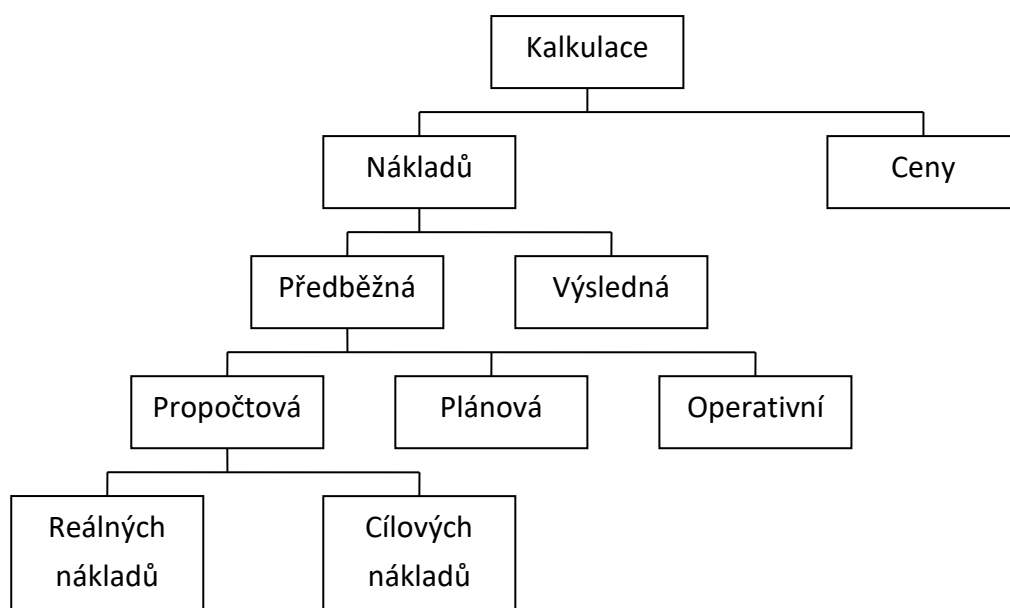 Kalkulace
Nákladů
Ceny
Předběžná
Výsledná
Propočtová
Plánová
Operativní
Reálných
nákladů
Cílových
nákladů